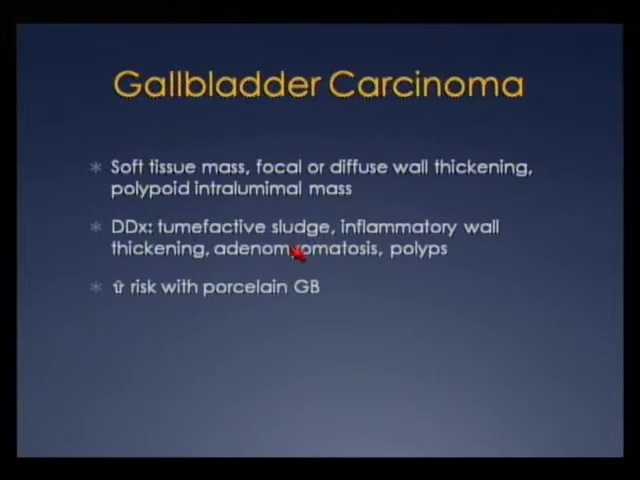 Gallbladder Carcinoma
* Soft tissue mass, focal or diffuse wall thickening,
polypoid intralumimal mass
* DDx: tumefactive sludge, inflammatory wall
thickening, adenomyomatosis, polyps
* ⇧ risk with porcelain GB